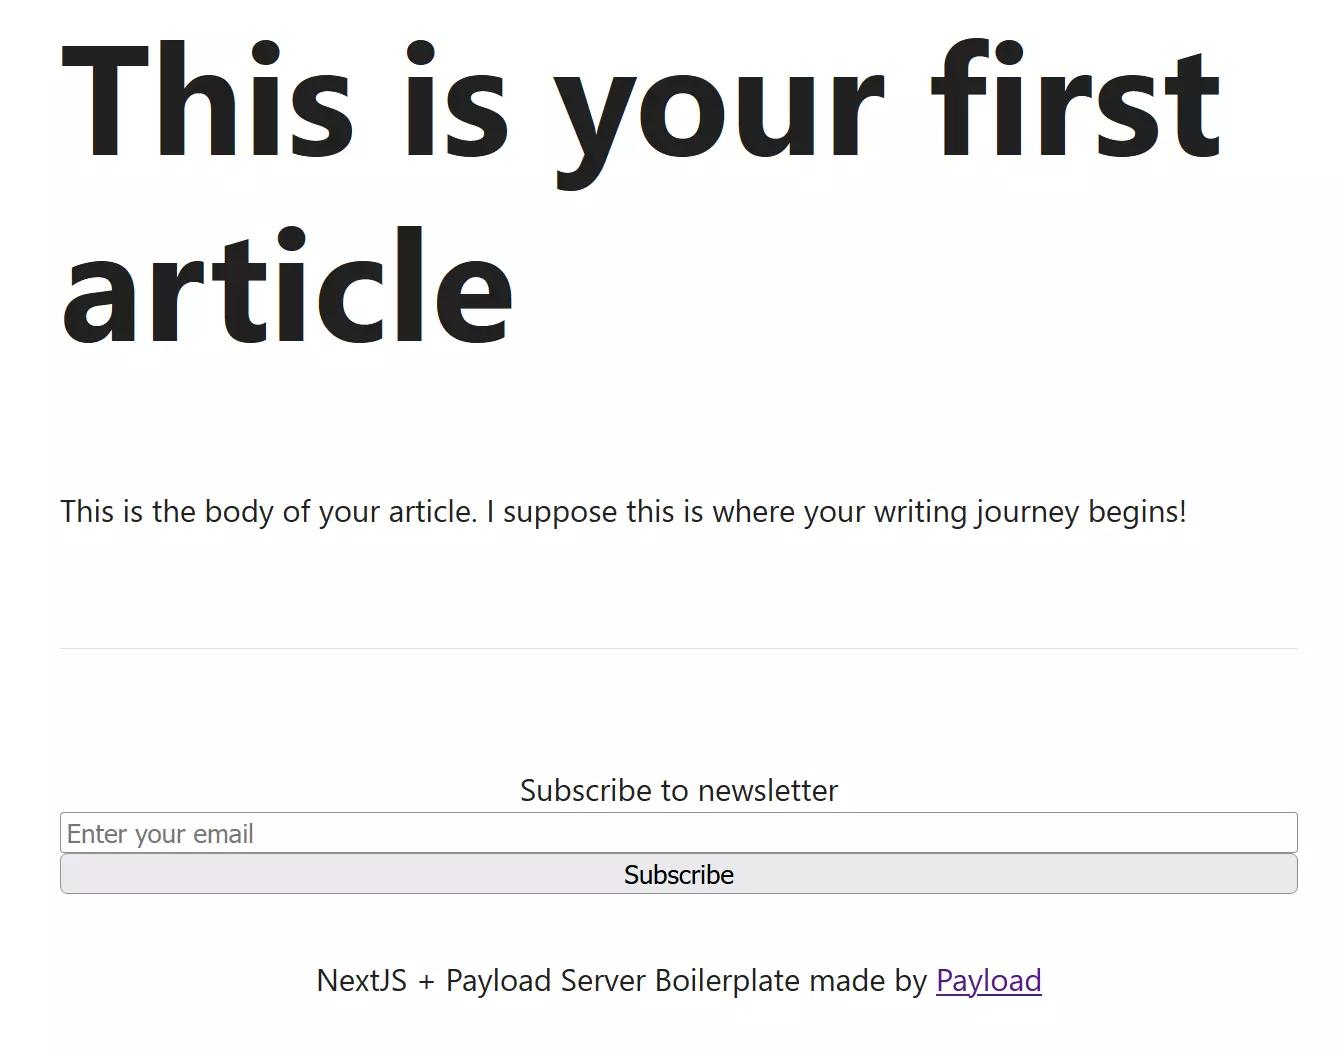 This is your first
article
This is the body of your article. I suppose this is where your writing journey begins!
Subscribe to newsletter
Enter your email
Subscribe
NextJS + Payload Server Boilerplate made by Payload